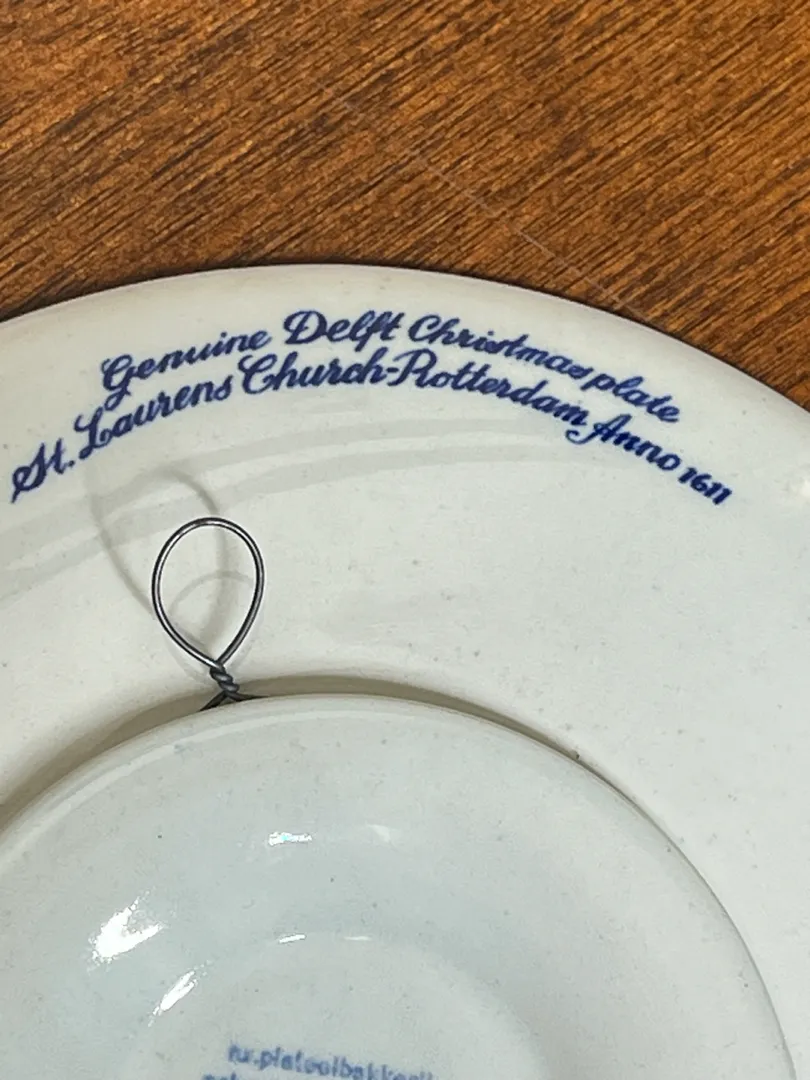 Genuine Delft Christmas plate
St. Laurens Church-Rotterdam Anno 1611